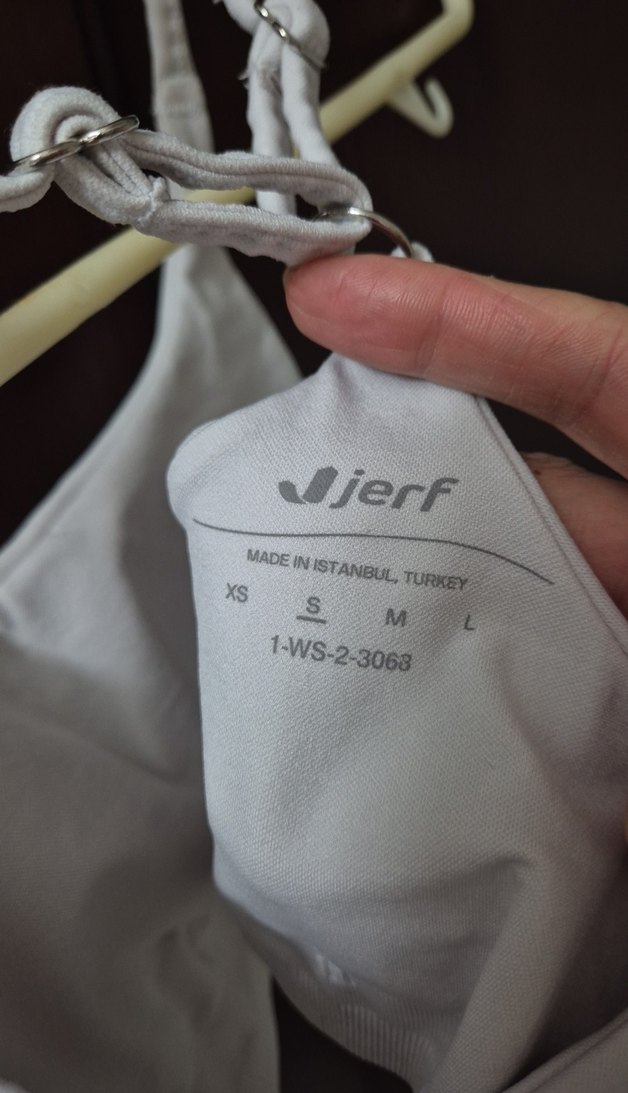 jerf
MADE IN ISTANBUL, TURKEY
XS S M L
1-WS-2-3068